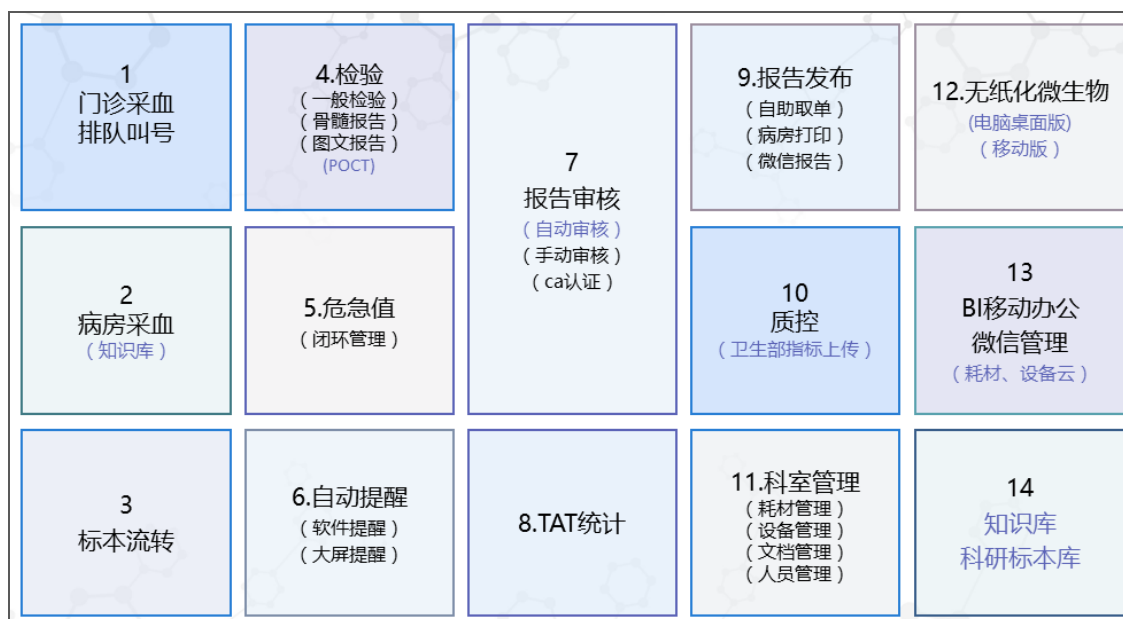 1
门诊采血
排队叫号
2
病房采血
（知识库）
3
标本流转
4.检验
（一般检验）
（骨髓报告）
（图文报告）
(POCT)
5.危急值
（闭环管理）
6.自动提醒
（软件提醒）
（大屏提醒）
7
报告审核
（自动审核）
（手动审核）
（ca认证）
8.TAT统计
9.报告发布
（自助取单）
（病房打印）
（微信报告）
10
质控
（卫生部指标上传）
11.科室管理
（耗材管理）
（设备管理）
（文档管理）
（人员管理）
12.无纸化微生物
(电脑桌面版)
（移动版）
13
BI移动办公
微信管理
（耗材、设备云）
14
知识库
科研标本库